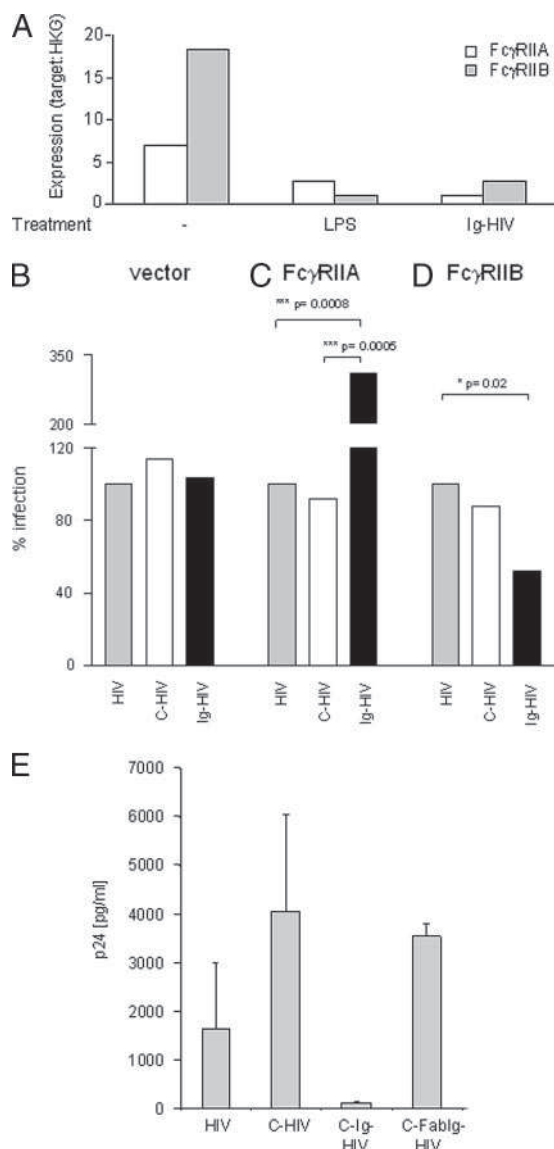 A
Expression (target:HKG)
20
15
10
5
0
FcγRIIA
FcγRIIB
Treatment - LPS Ig-HIV
B vector C FcγRIIA D FcγRIIB
*** p= 0.0008
*** p= 0.0005
* p= 0.02
% infection
350
200
120
80
40
0
HIV
C-HIV
Ig-HIV
HIV
C-HIV
Ig-HIV
HIV
C-HIV
Ig-HIV
E
p24 [pg/ml]
7000
6000
5000
4000
3000
2000
1000
0
HIV C-HIV C-Ig- C-FabIg-
HIV HIV